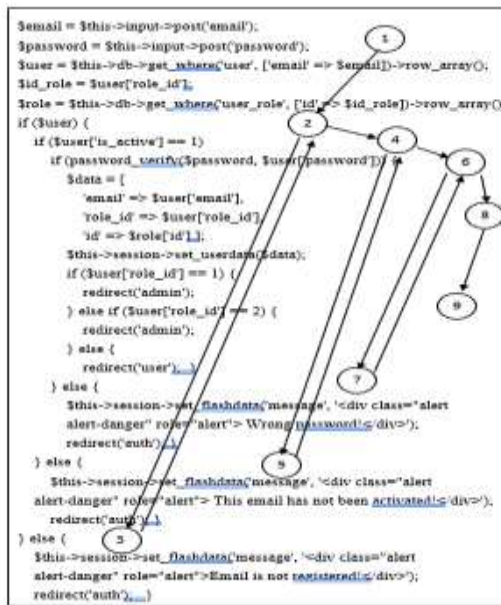 $email = $this->input->post('email');
$password = $this->input->post('password');
$user = $this->db->get_where('user', ['email' => $email])->row_array();
$id_role = $user['role_id'];
$role = $this->db->get_where('user_role', ['id' => $id_role])->row_array()
if ($user) {
if ($user['is_active'] == 1)
if (password_verify($password, $user['password'])) {
$data = [
'email' => $user['email'],
'role_id' => $user['role_id'],
'id' => $role['id'],];
$this->session->set_userdata($data);
if ($user['role_id'] == 1) {
redirect('admin');
} else if ($user['role_id'] == 2) {
redirect('admin');
} else {
redirect('user'); }
} else {
$this->session->set_flashdata('message', '<div class="alert
alert-danger" role="alert"> Wrong password!</div>');
redirect('auth'); }
} else {
$this->session->set_flashdata('message', '<div class="alert
alert-danger" role="alert"> This email has not been activated!</div>');
redirect('auth'); }
} else {
$this->session->set_flashdata('message', '<div class="alert
alert-danger" role="alert">Email is not registered!</div>');
redirect('auth'); }
1
2
4
6
8
9
7
5
3